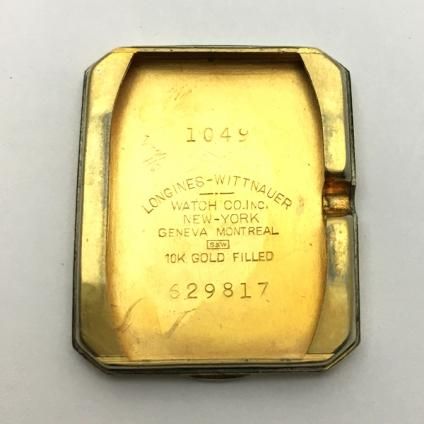 1049
LONGINES-WITTNAUER
WATCH CO. INC.
NEW-YORK
GENEVA MONTREAL
S&W
10K GOLD FILLED
629817